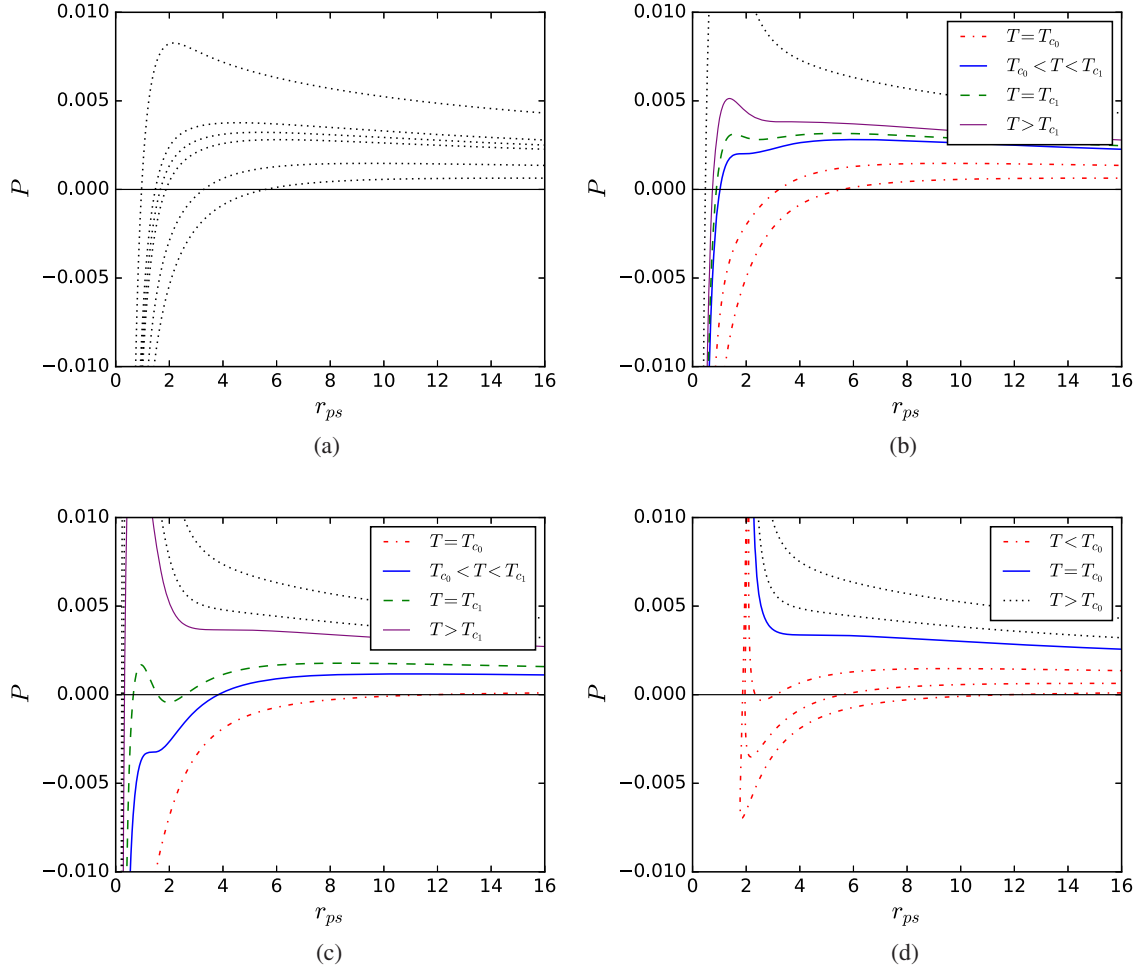 0.010
0.005
0.000
−0.005
−0.010
P
0 2 4 6 8 10 12 14 16
r_ps
(a)
0.010
0.005
0.000
−0.005
−0.010
P
0 2 4 6 8 10 12 14 16
r_ps
T = T_c₀
T_c₀ < T < T_c₁
T = T_c₁
T > T_c₁
(b)
0.010
0.005
0.000
−0.005
−0.010
P
0 2 4 6 8 10 12 14 16
r_ps
T = T_c₀
T_c₀ < T < T_c₁
T = T_c₁
T > T_c₁
(c)
0.010
0.005
0.000
−0.005
−0.010
P
0 2 4 6 8 10 12 14 16
r_ps
T < T_c₀
T = T_c₀
T > T_c₀
(d)